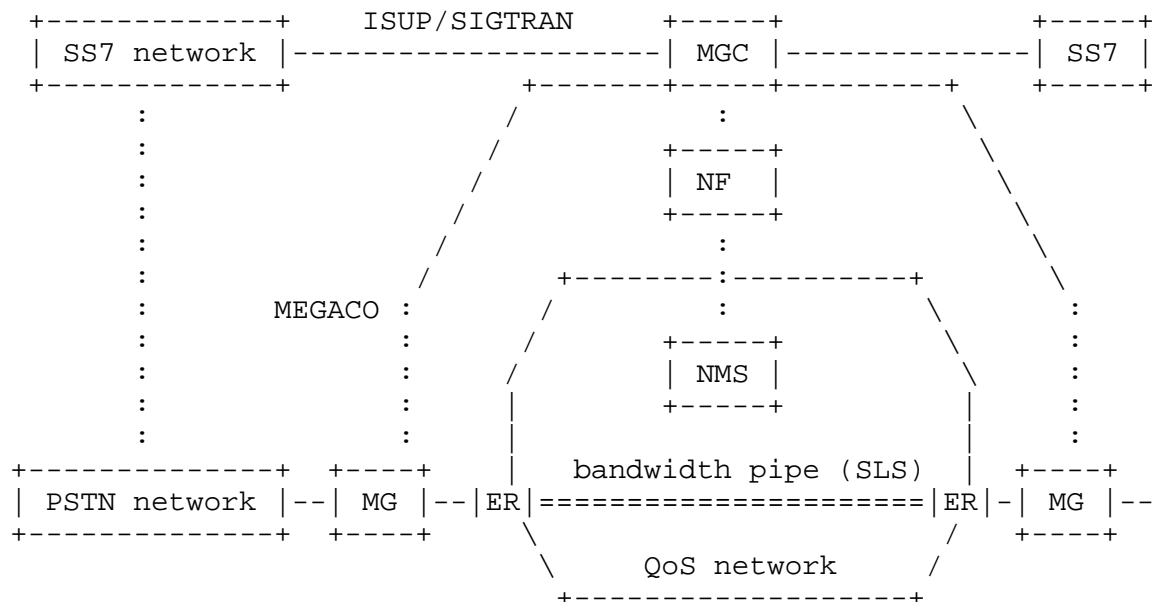 ISUP/SIGTRAN
SS7 network MGC SS7
NF
MEGACO
NMS
bandwidth pipe (SLS)
PSTN network MG ER ER MG
QoS network